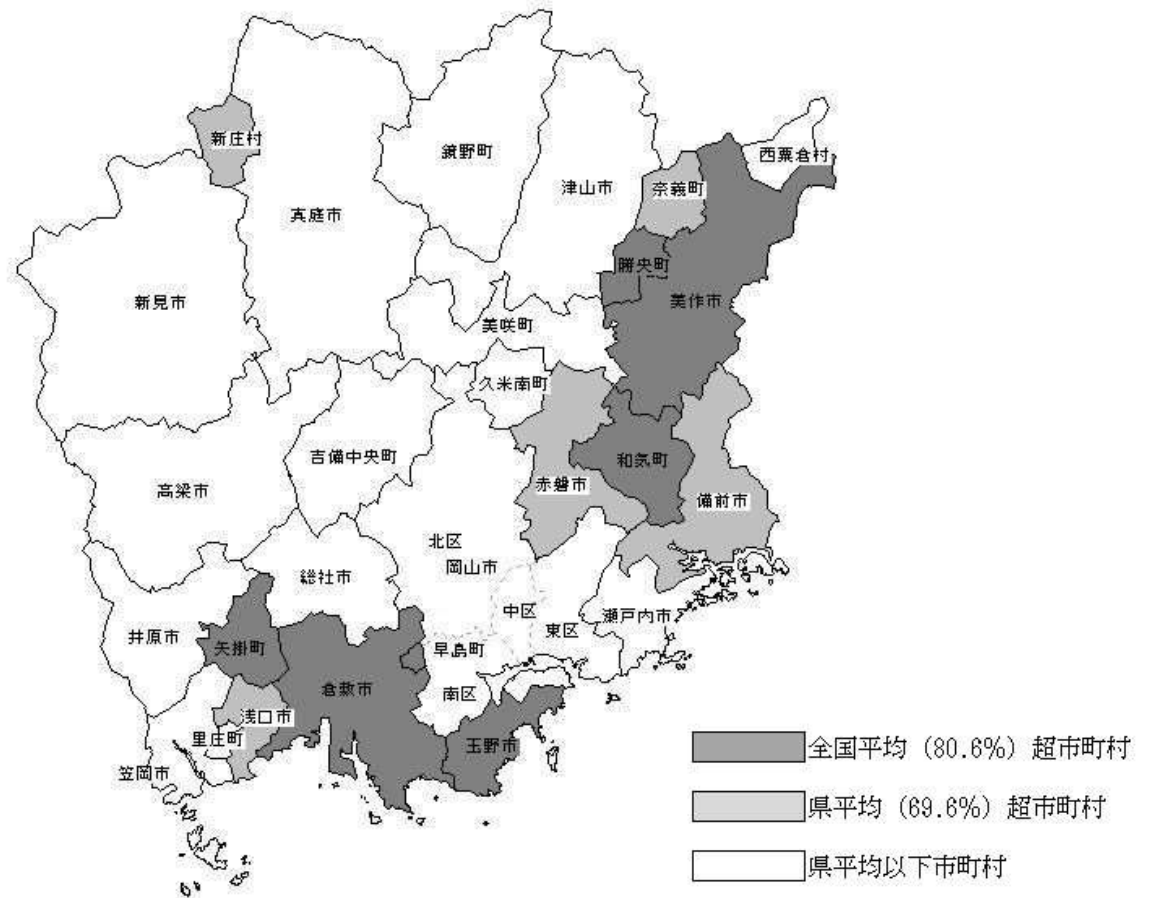 新庄村
鏡野町
西粟倉村
津山市
奈義町
真庭市
勝央町
新見市
美作市
美咲町
久米南町
吉備中央町
和気町
赤磐市
高梁市
備前市
北区
岡山市
総社市
中区
瀬戸内市
東区
井原市
矢掛町
早島町
倉敷市
南区
浅口市
里庄町
玉野市
笠岡市
全国平均(80.6%)超市町村
県平均(69.6%)超市町村
県平均以下市町村